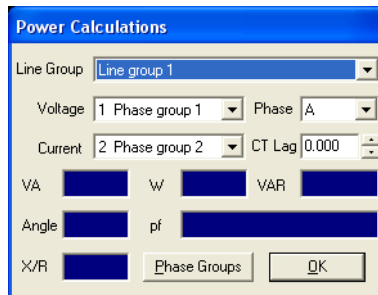 Power Calculations
Line Group Line group 1
Voltage 1 Phase group 1 Phase A
Current 2 Phase group 2 CT Lag 0.000
VA W VAR
Angle pf
X/R Phase Groups OK